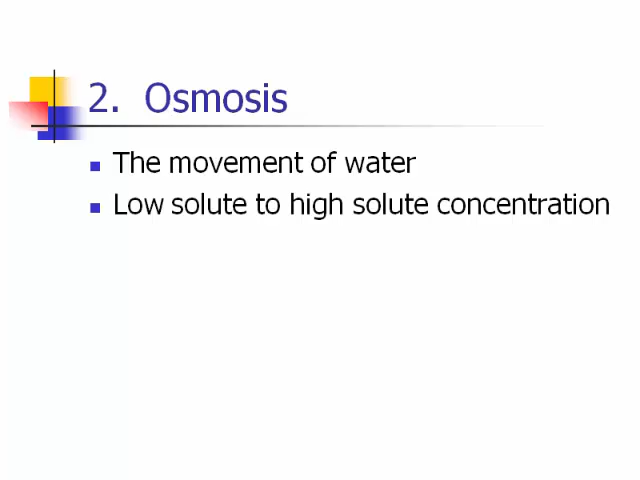 2. Osmosis
The movement of water
Low solute to high solute concentration